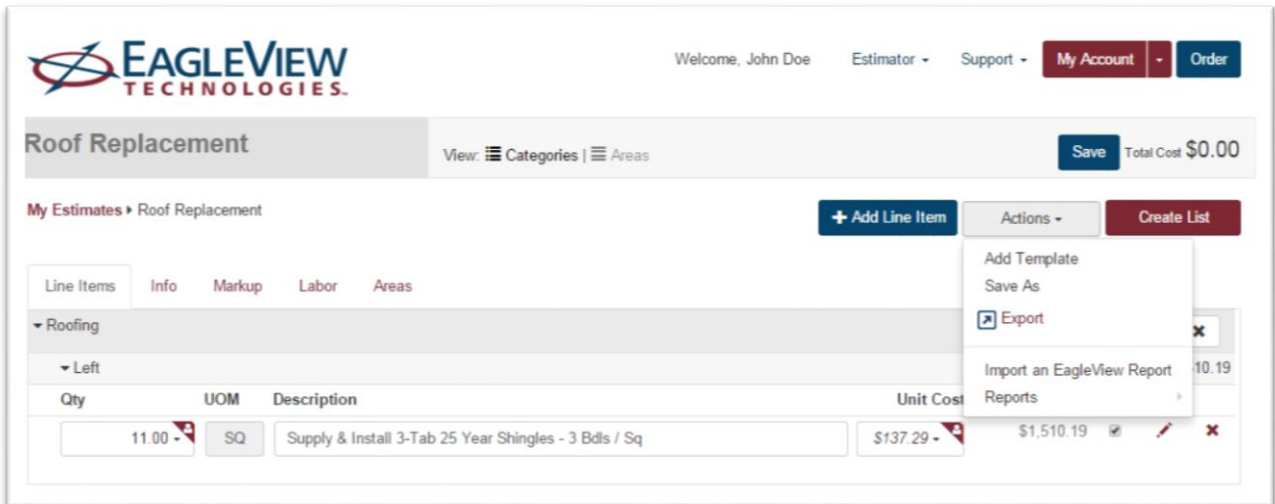 EAGLEVIEW
TECHNOLOGIES
Welcome, John Doe Estimator Support My Account Order
Roof Replacement View: Categories | Areas Save Total Cost $0.00
My Estimates Roof Replacement + Add Line Item Actions Create List
Add Template
Save As
Export
Import an EagleView Report
Reports
Line Items Info Markup Labor Areas
Roofing
Left 10.19
Qty UOM Description Unit Cost
11.00 SQ Supply & Install 3-Tab 25 Year Shingles - 3 Bdls / Sq $137.29 $1,510.19